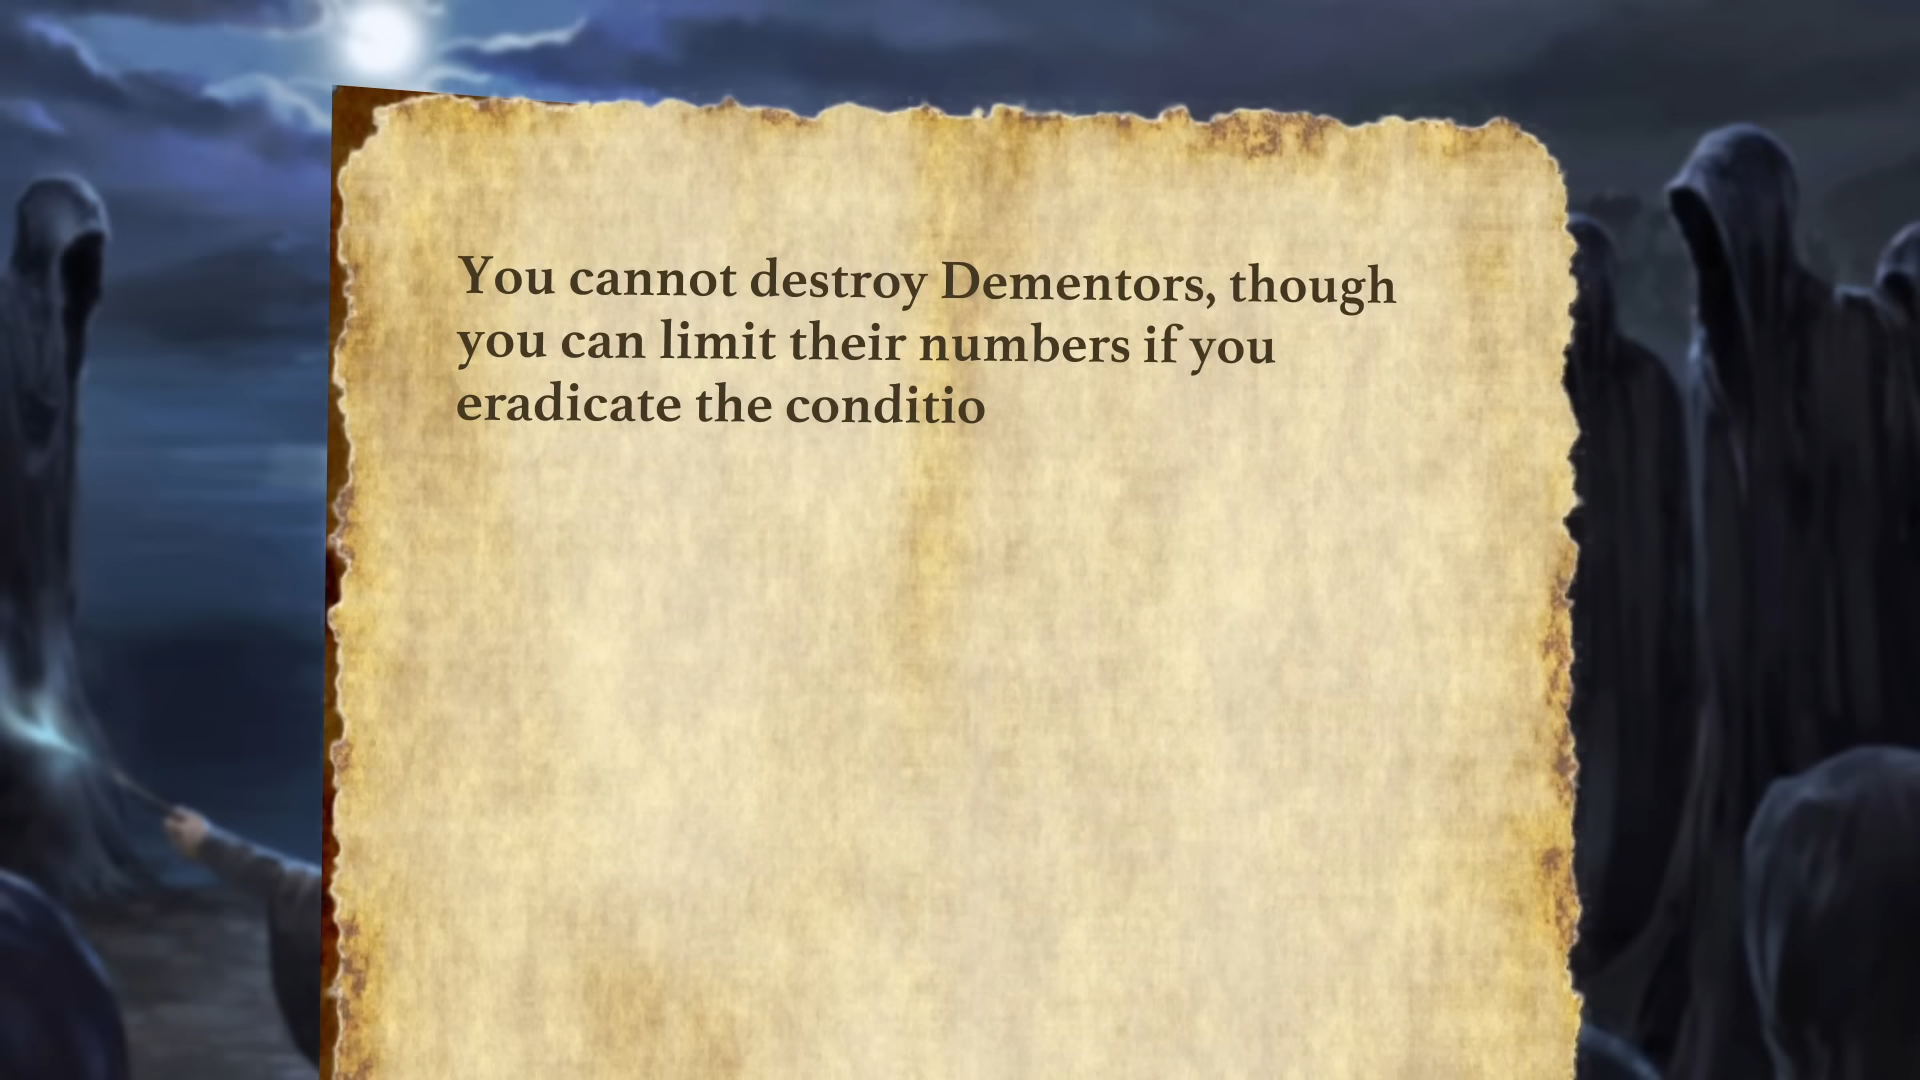 You cannot destroy Dementors, though
you can limit their numbers if you
eradicate the conditio